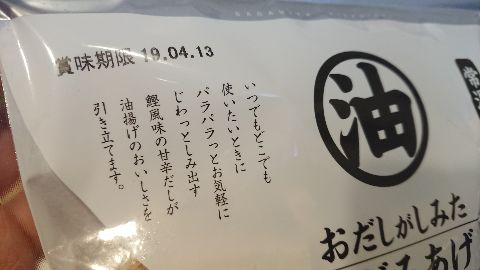 賞味期限 19.04.13
いつでもどこでも
使いたいときに
パラパラっとお気軽に
じわっとしみ出す
鰹風味の甘辛だしが
油揚げのおいしさを
引き立てます。
油
おだしがしみた
あげ